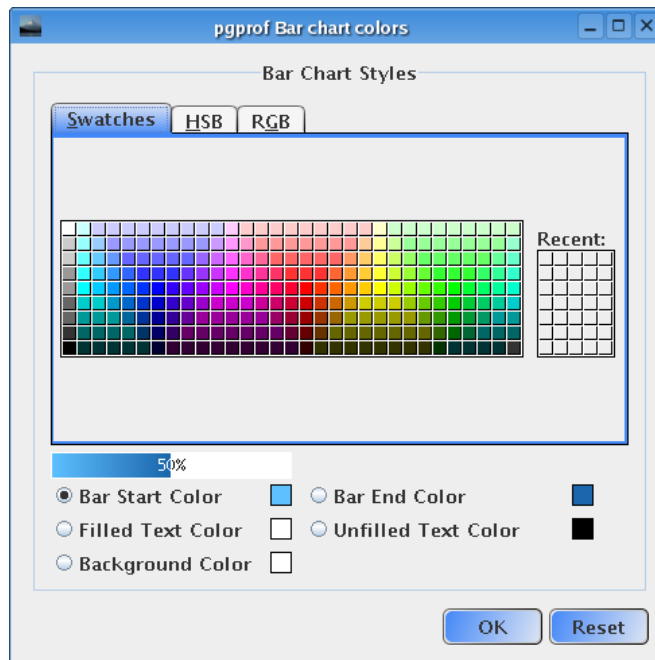 pgprof Bar chart colors
Bar Chart Styles
Swatches HSB RGB
Recent:
50%
Bar Start Color Bar End Color
Filled Text Color Unfilled Text Color
Background Color
OK Reset